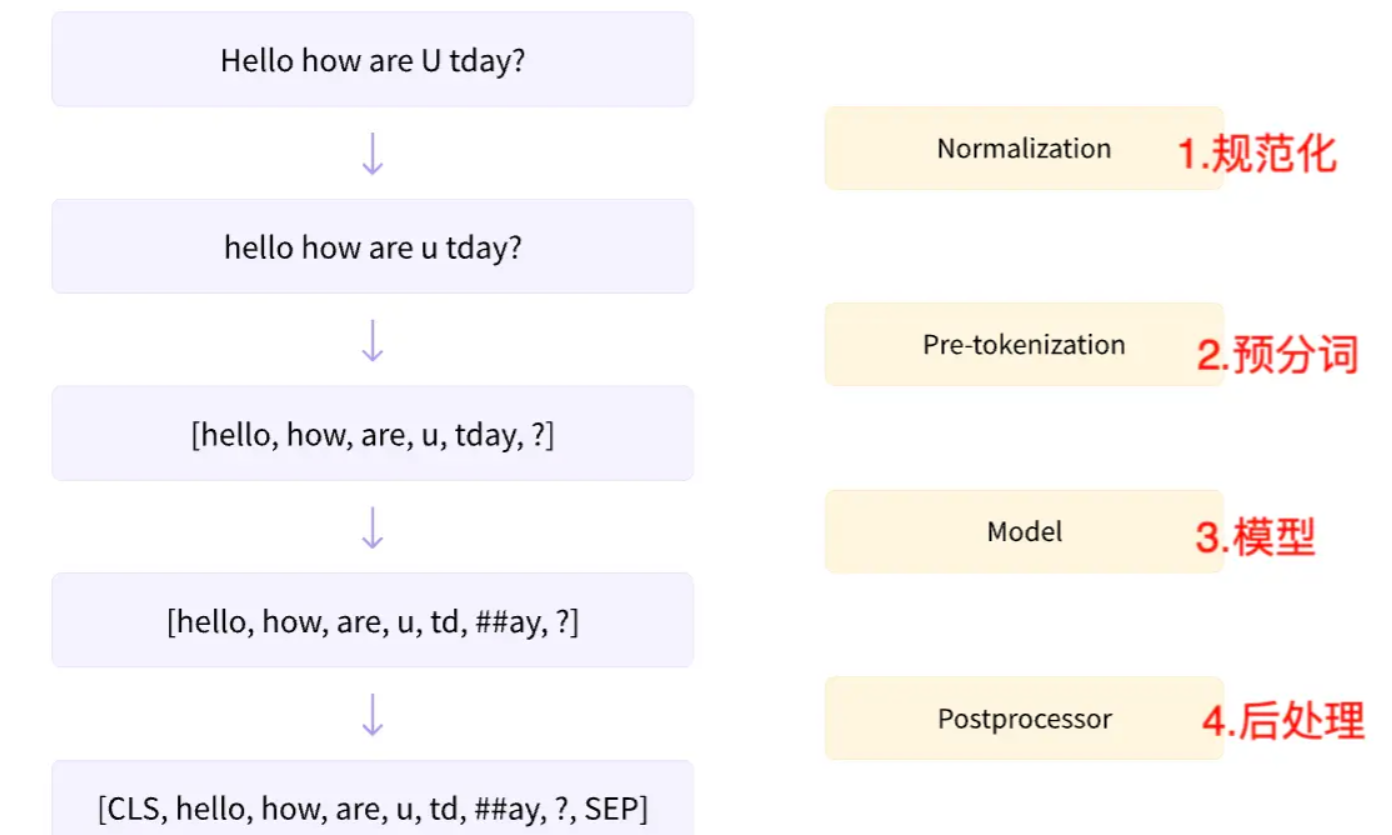 Hello how are U tday?
Normalization 1.规范化
hello how are u tday?
Pre-tokenization 2.预分词
[hello, how, are, u, tday, ?]
Model 3.模型
[hello, how, are, u, td, ##ay, ?]
Postprocessor 4.后处理
[CLS, hello, how, are, u, td, ##ay, ?, SEP]